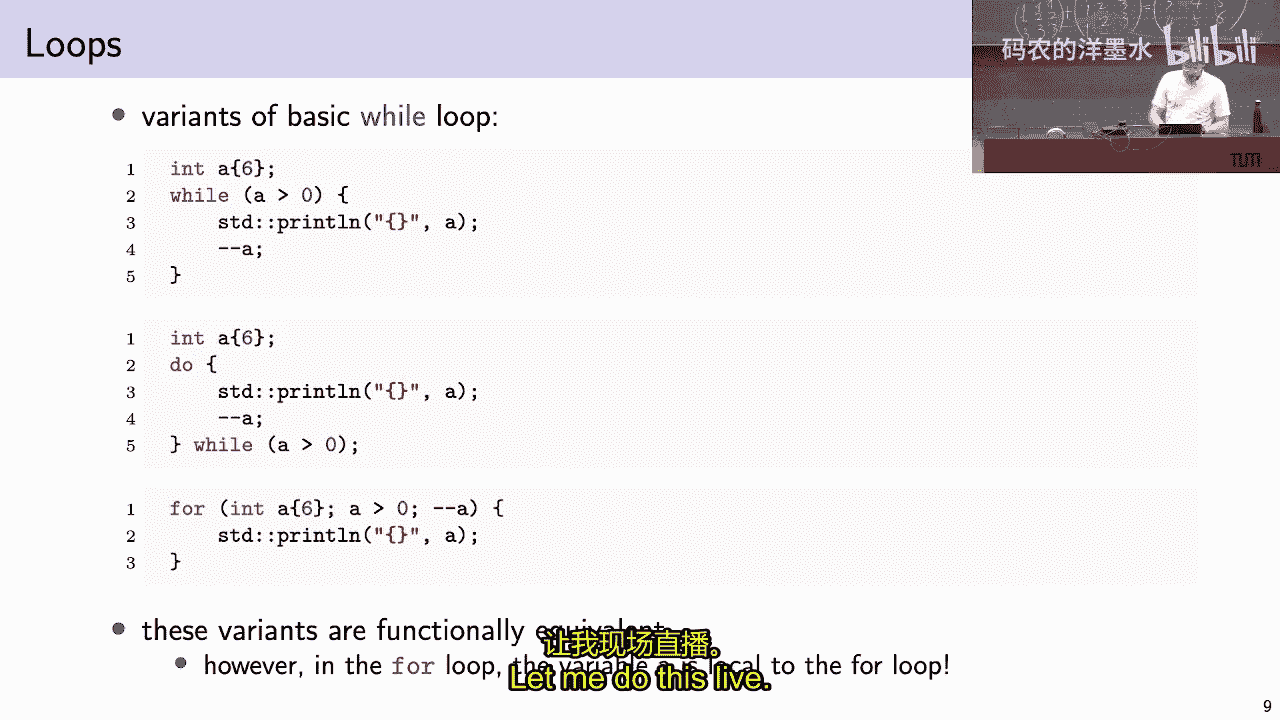 Loops
码农的洋墨水 bilibili
TUM
variants of basic while loop:
1 int a{6};
2 while (a > 0) {
3 std::println("{}", a);
4 --a;
5 }
1 int a{6};
2 do {
3 std::println("{}", a);
4 --a;
5 } while (a > 0);
1 for (int a{6}; a > 0; --a) {
2 std::println("{}", a);
3 }
these variants are functionally equivalent
让我现场直播。
however, in the for loop, the variable a is local to the for loop!
Let me do this live.
9